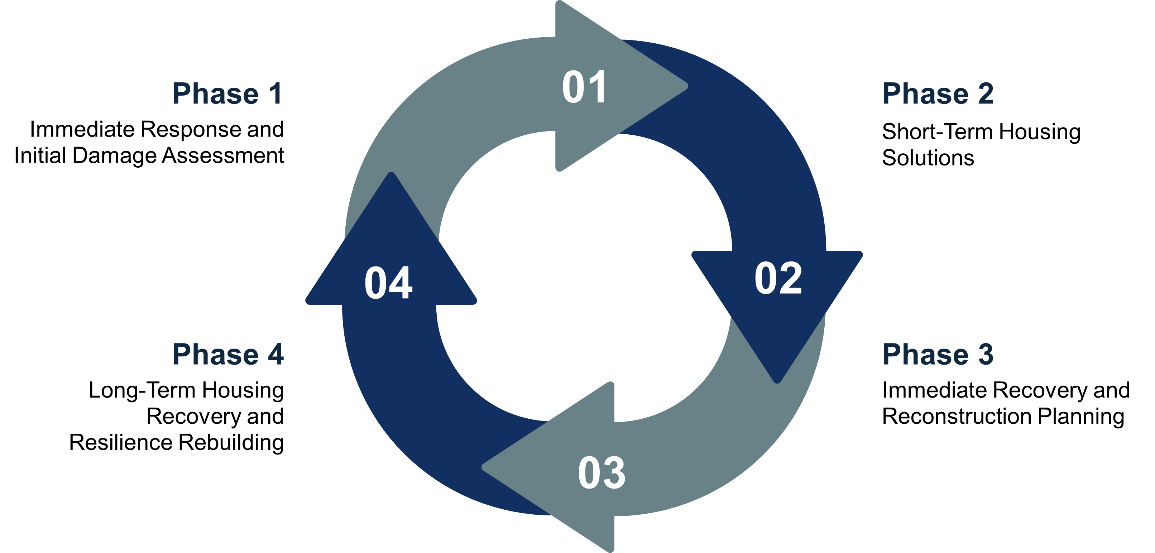 Phase 1
Immediate Response and
Initial Damage Assessment
01
Phase 2
Short-Term Housing
Solutions
02
Phase 3
Immediate Recovery and
Reconstruction Planning
03
Phase 4
Long-Term Housing
Recovery and
Resilience Rebuilding
04